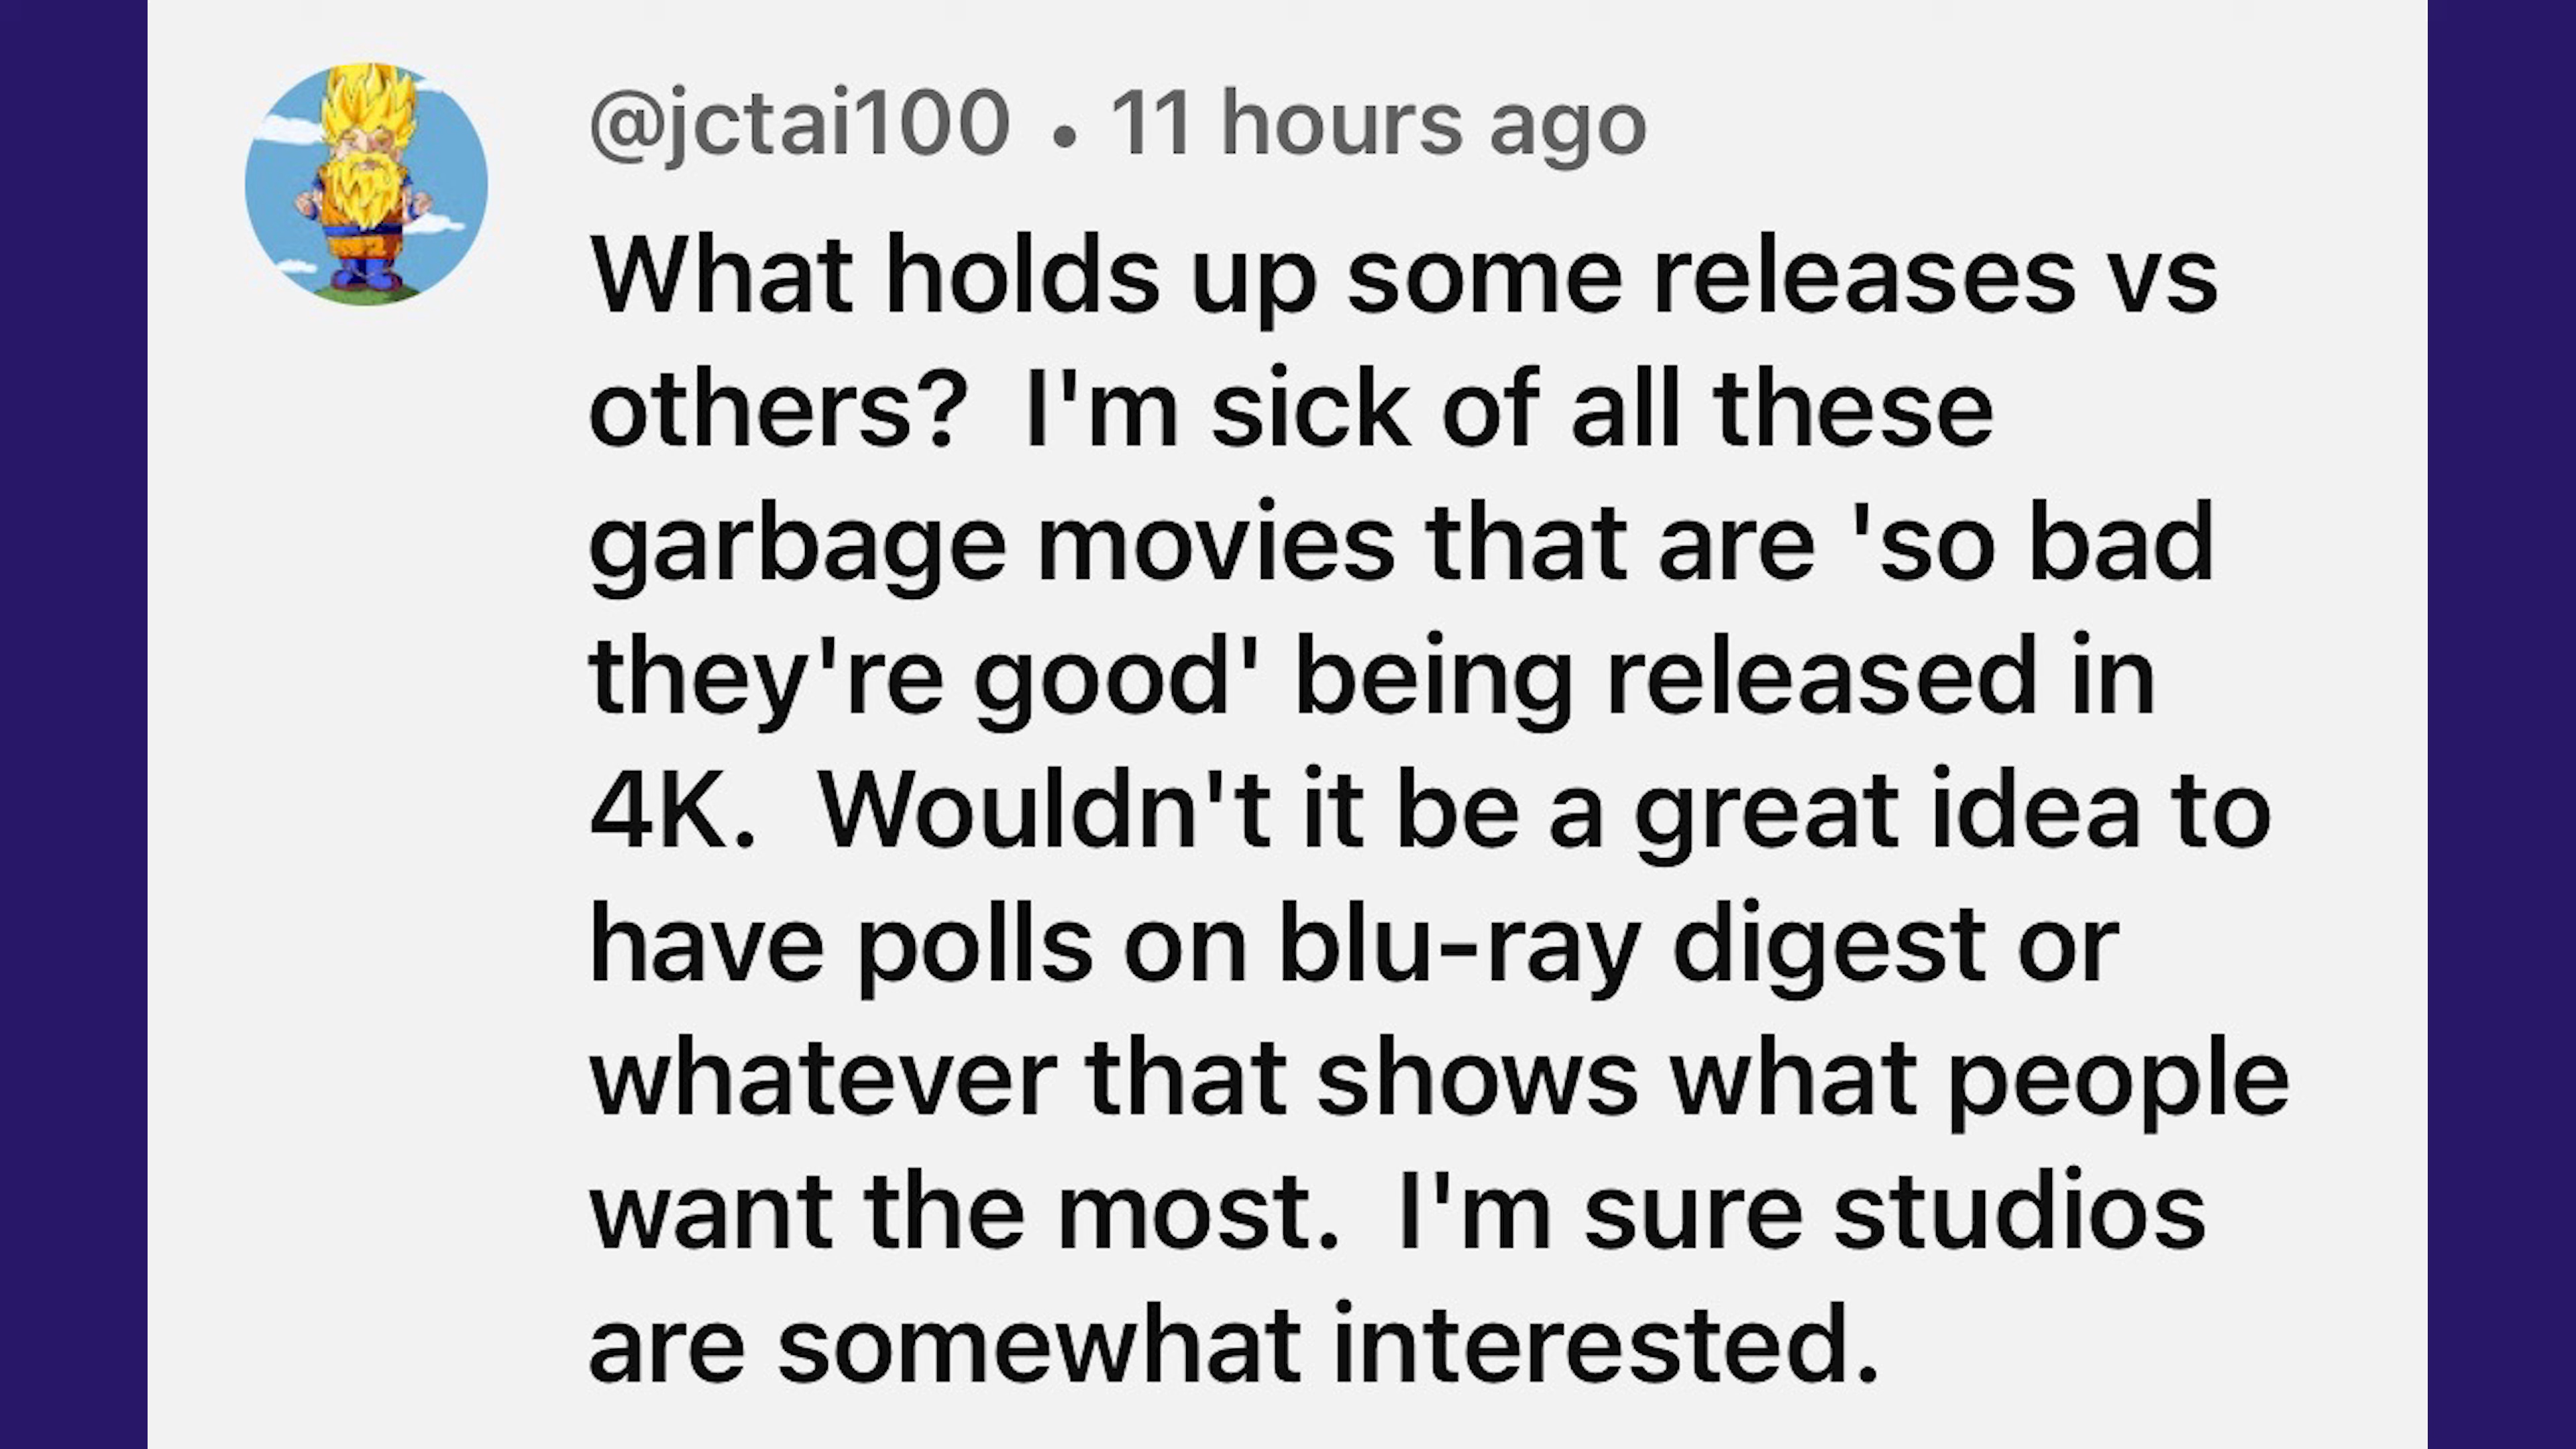 @jctai100 • 11 hours ago
What holds up some releases vs
others?  I'm sick of all these
garbage movies that are 'so bad
they're good' being released in
4K.  Wouldn't it be a great idea to
have polls on blu-ray digest or
whatever that shows what people
want the most.  I'm sure studios
are somewhat interested.